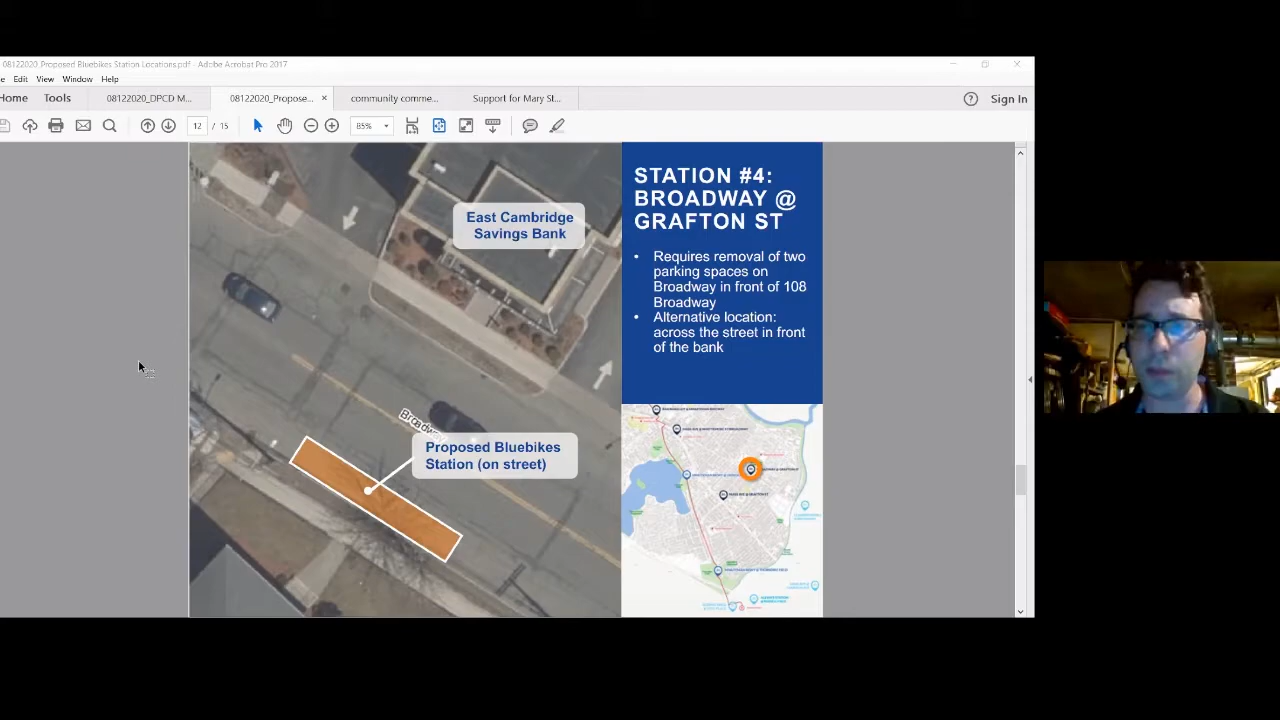 08122020_Proposed Bluebikes Station Locations.pdf - Adobe Acrobat Pro 2017
e Edit View Window Help
Home Tools 08122020_DPCD M... 08122020_Propose... × community comme... Support for Mary St... ? Sign In
12 / 15 85%
East Cambridge
Savings Bank
Broadway
Proposed Bluebikes
Station (on street)
STATION #4:
BROADWAY @
GRAFTON ST
• Requires removal of two
parking spaces on
Broadway in front of 108
Broadway
• Alternative location:
across the street in front
of the bank